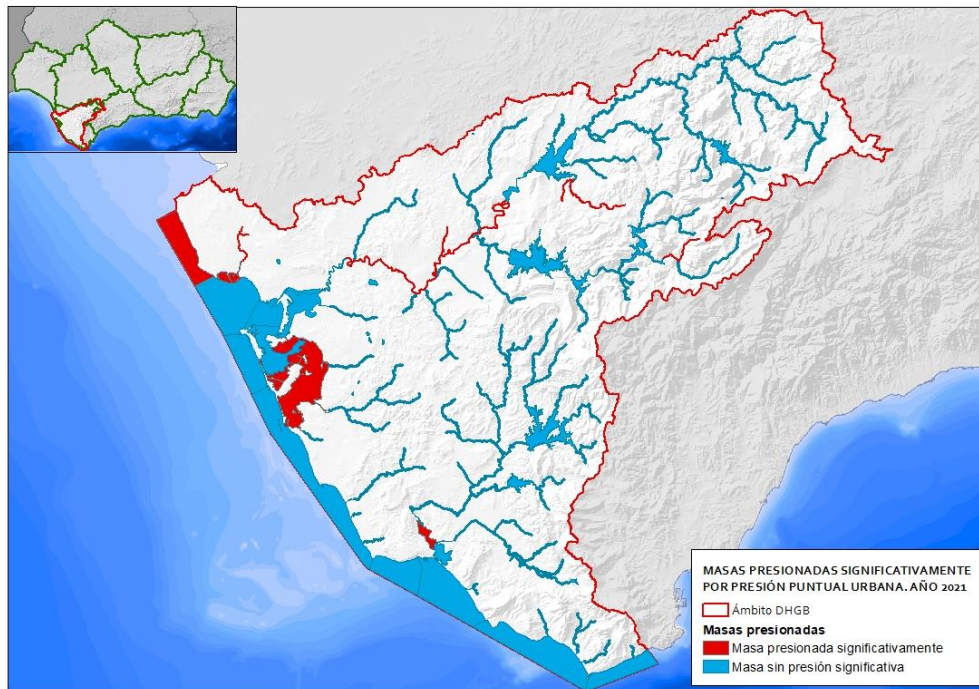 MASAS PRESIONADAS SIGNIFICATIVAMENTE
POR PRESIÓN PUNTUAL URBANA. AÑO 2021
Ámbito DHGB
Masas presionadas
Masa presionada significativamente
Masa sin presión significativa